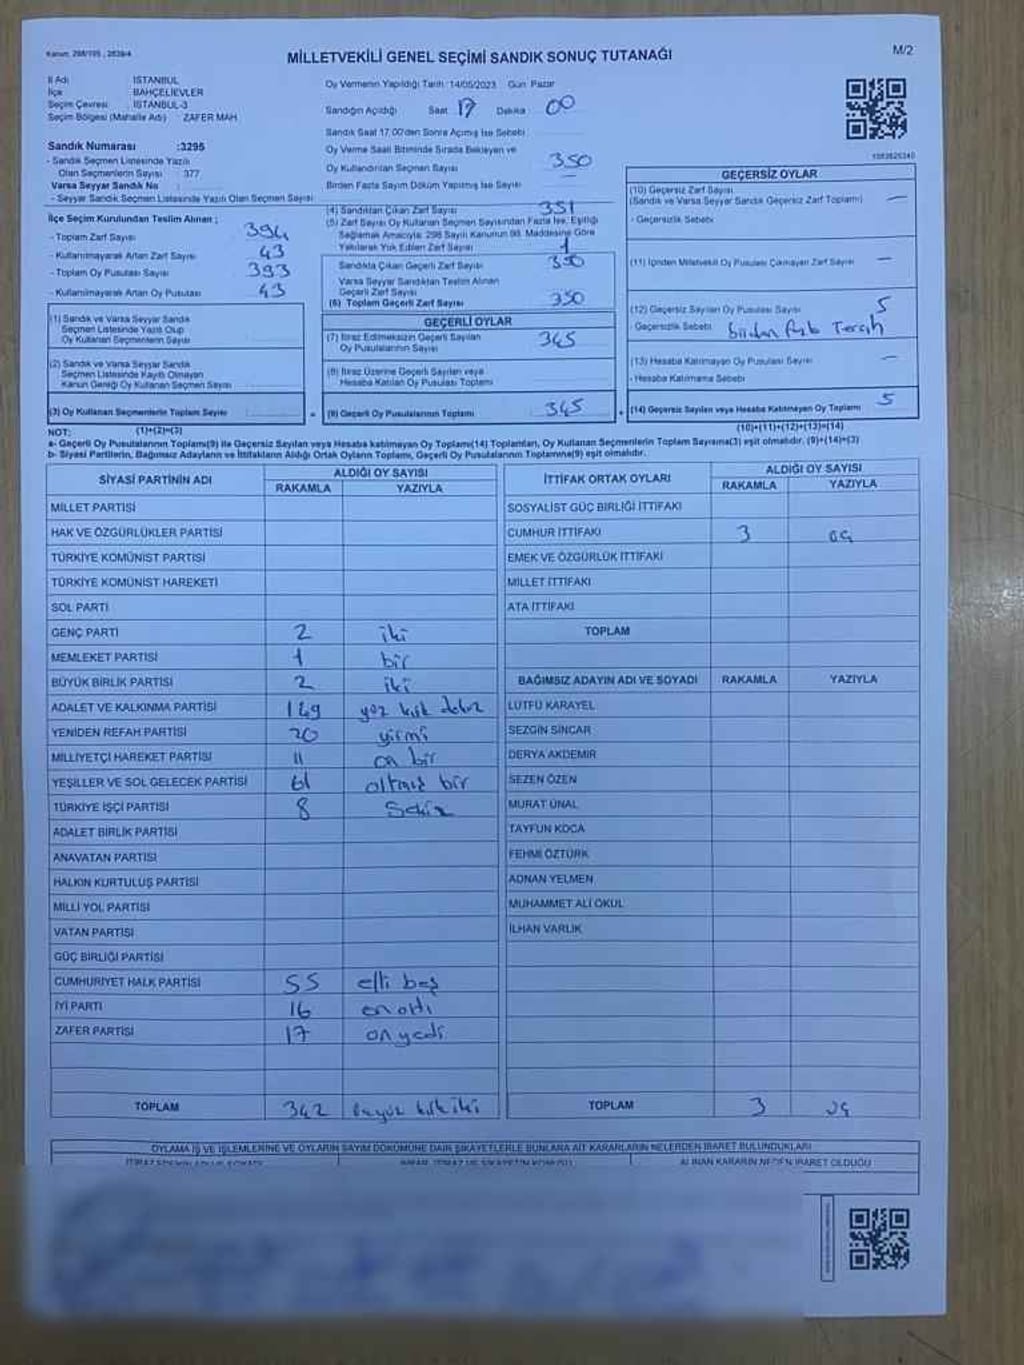 Kanun: 298/105, 2839/4
MİLLETVEKİLİ GENEL SEÇİMİ SANDIK SONUÇ TUTANAĞI
M/2
İl Adı : İSTANBUL
İlçe : BAHÇELİEVLER
Seçim Çevresi : İSTANBUL-3
Seçim Bölgesi (Mahalle Adı) : ZAFER MAH.
Sandık Numarası :3295
- Sandık Seçmen Listesinde Yazılı
Olan Seçmenlerin Sayısı : 377
Varsa Seyyar Sandık No :
- Seyyar Sandık Seçmen Listesinde Yazılı Olan Seçmen Sayısı
Oy Vermenin Yapıldığı Tarih : 14/05/2023 Gün: Pazar
Sandığın Açıldığı Saat 17 Dakika : 00
Sandık Saat 17.00'den Sonra Açılmış İse Sebebi :
Oy Verme Saati Bitiminde Sırada Bekleyen ve
Oy Kullandırılan Seçmen Sayısı 350
Birden Fazla Sayım Döküm Yapılmış İse Sayısı :
İlçe Seçim Kurulundan Teslim Alınan ;
- Toplam Zarf Sayısı 394
- Kullanılmayarak Artan Zarf Sayısı 43
- Toplam Oy Pusulası Sayısı 393
- Kullanılmayarak Artan Oy Pusulası 43
(1) Sandık ve Varsa Seyyar Sandık
Seçmen Listesinde Yazılı Olup
Oy Kullanan Seçmenlerin Sayısı
(2) Sandık ve Varsa Seyyar Sandık
Seçmen Listesinde Kayıtlı Olmayan
Kanun Gereği Oy Kullanan Seçmen Sayısı
(3) Oy Kullanan Seçmenlerin Toplam Sayısı
(1)+(2)=(3)
(4) Sandıktan Çıkan Zarf Sayısı 351
(5) Zarf Sayısı Oy Kullanan Seçmen Sayısından Fazla İse, Eşitliği
Sağlamak Amacıyla 298 Sayılı Kanunun 98. Maddesine Göre
Yakılarak Yok Edilen Zarf Sayısı 1
Sandıkta Çıkan Geçerli Zarf Sayısı 350
Varsa Seyyar Sandıktan Teslim Alınan
Geçerli Zarf Sayısı
(6) Toplam Geçerli Zarf Sayısı 350
GEÇERLİ OYLAR
(7) İtiraz Edilmeksizin Geçerli Sayılan
Oy Pusulalarının Sayısı 345
(8) İtiraz Üzerine Geçerli Sayılan veya
Hesaba Katılan Oy Pusulası Toplamı
= (9) Geçerli Oy Pusulalarının Toplamı 345
1083825340
GEÇERSİZ OYLAR
(10) Geçersiz Zarf Sayısı
(Sandık ve Varsa Seyyar Sandık Geçersiz Zarf Toplamı) —
- Geçersizlik Sebebi
(11) İçinden Milletvekili Oy Pusulası Çıkmayan Zarf Sayısı —
(12) Geçersiz Sayılan Oy Pusulası Sayısı 5
- Geçersizlik Sebebi Birden fazla Tercih
(13) Hesaba Katılmayan Oy Pusulası Sayısı —
- Hesaba Katılmama Sebebi
+ (14) Geçersiz Sayılan veya Hesaba Katılmayan Oy Toplamı 5
(10)+(11)+(12)+(13)=(14)
NOT:
a- Geçerli Oy Pusulalarının Toplamı(9) ile Geçersiz Sayılan veya Hesaba katılmayan Oy Toplamı(14) Toplamları, Oy Kullanan Seçmenlerin Toplam Sayısına(3) eşit olmalıdır. (9)+(14)=(3)
b- Siyasi Partilerin, Bağımsız Adayların ve İttifakların Aldığı Ortak Oyların Toplamı, Geçerli Oy Pusulalarının Toplamına(9) eşit olmalıdır.
SİYASİ PARTİNİN ADI ALDIĞI OY SAYISI
RAKAMLA YAZIYLA
MİLLET PARTİSİ
HAK VE ÖZGÜRLÜKLER PARTİSİ
TÜRKİYE KOMÜNİST PARTİSİ
TÜRKİYE KOMÜNİST HAREKETİ
SOL PARTİ
GENÇ PARTİ 2 iki
MEMLEKET PARTİSİ 1 bir
BÜYÜK BİRLİK PARTİSİ 2 iki
ADALET VE KALKINMA PARTİSİ 149 yüz kırk dokuz
YENİDEN REFAH PARTİSİ 20 yirmi
MİLLİYETÇİ HAREKET PARTİSİ 11 on bir
YEŞİLLER VE SOL GELECEK PARTİSİ 61 altmış bir
TÜRKİYE İŞÇİ PARTİSİ 8 Sekiz
ADALET BİRLİK PARTİSİ
ANAVATAN PARTİSİ
HALKIN KURTULUŞ PARTİSİ
MİLLİ YOL PARTİSİ
VATAN PARTİSİ
GÜÇ BİRLİĞİ PARTİSİ
CUMHURİYET HALK PARTİSİ 55 elli beş
İYİ PARTİ 16 on altı
ZAFER PARTİSİ 17 on yedi
TOPLAM 342 üçyüz kırk iki
İTTİFAK ORTAK OYLARI ALDIĞI OY SAYISI
RAKAMLA YAZIYLA
SOSYALİST GÜÇ BİRLİĞİ İTTİFAKI
CUMHUR İTTİFAKI 3 üç
EMEK VE ÖZGÜRLÜK İTTİFAKI
MİLLET İTTİFAKI
ATA İTTİFAKI
TOPLAM
BAĞIMSIZ ADAYIN ADI VE SOYADI RAKAMLA YAZIYLA
LÜTFÜ KARAYEL
SEZGİN SİNCAR
DERYA AKDEMİR
SEZEN ÖZEN
MURAT ÜNAL
TAYFUN KOCA
FEHMİ ÖZTÜRK
ADNAN YELMEN
MUHAMMET ALİ OKUL
İLHAN VARLIK
TOPLAM 3 üç
OYLAMA İŞ VE İŞLEMLERİNE VE OYLARIN SAYIM DÖKÜMÜNE DAİR ŞİKAYETLERLE BUNLARA AİT KARARLARIN NELERDEN İBARET BULUNDUKLARI
ALINAN KARARIN NEDEN İBARET OLDUĞU